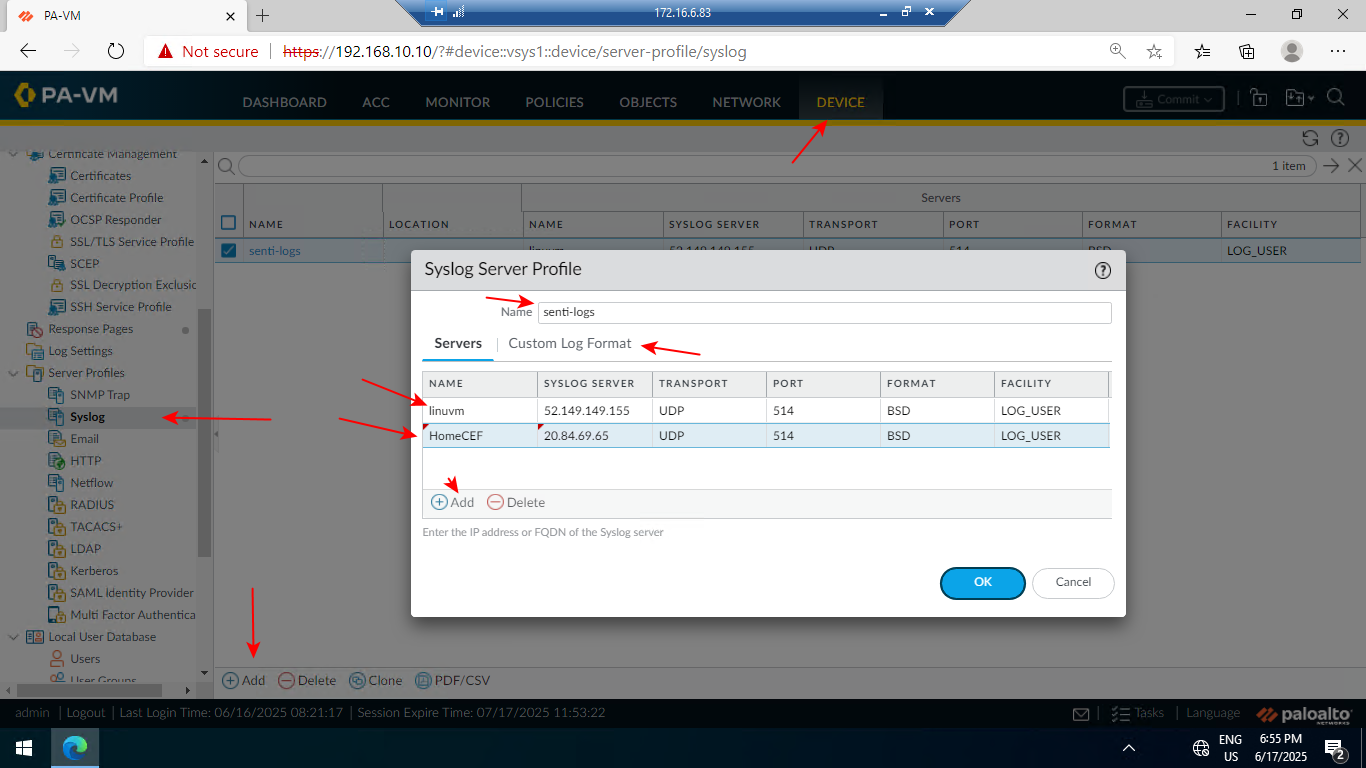 PA-VM
172.16.6.83
Not secure
https://192.168.10.10/?#device::vsys1::device/server-profile/syslog
PA-VM
DASHBOARD
ACC
MONITOR
POLICIES
OBJECTS
NETWORK
DEVICE
Commit
1 item
Certificate Management
Certificates
Certificate Profile
OCSP Responder
SSL/TLS Service Profile
SCEP
SSL Decryption Exclusic
SSH Service Profile
Response Pages
Log Settings
Server Profiles
SNMP Trap
Syslog
Email
HTTP
Netflow
RADIUS
TACACS+
LDAP
Kerberos
SAML Identity Provider
Multi Factor Authentica
Local User Database
Users
User Groups
Servers
NAME LOCATION NAME SYSLOG SERVER TRANSPORT PORT FORMAT FACILITY
senti-logs linuvm 52.149.149.155 UDP 514 BSD LOG_USER
Syslog Server Profile
Name senti-logs
Servers
Custom Log Format
NAME SYSLOG SERVER TRANSPORT PORT FORMAT FACILITY
linuvm 52.149.149.155 UDP 514 BSD LOG_USER
HomeCEF 20.84.69.65 UDP 514 BSD LOG_USER
Add Delete
Enter the IP address or FQDN of the Syslog server
OK Cancel
Add Delete Clone PDF/CSV
admin | Logout | Last Login Time: 06/16/2025 08:21:17 | Session Expire Time: 07/17/2025 11:53:22
| Tasks | Language
paloalto
NETWORKS
ENG
US
6:55 PM
6/17/2025
2